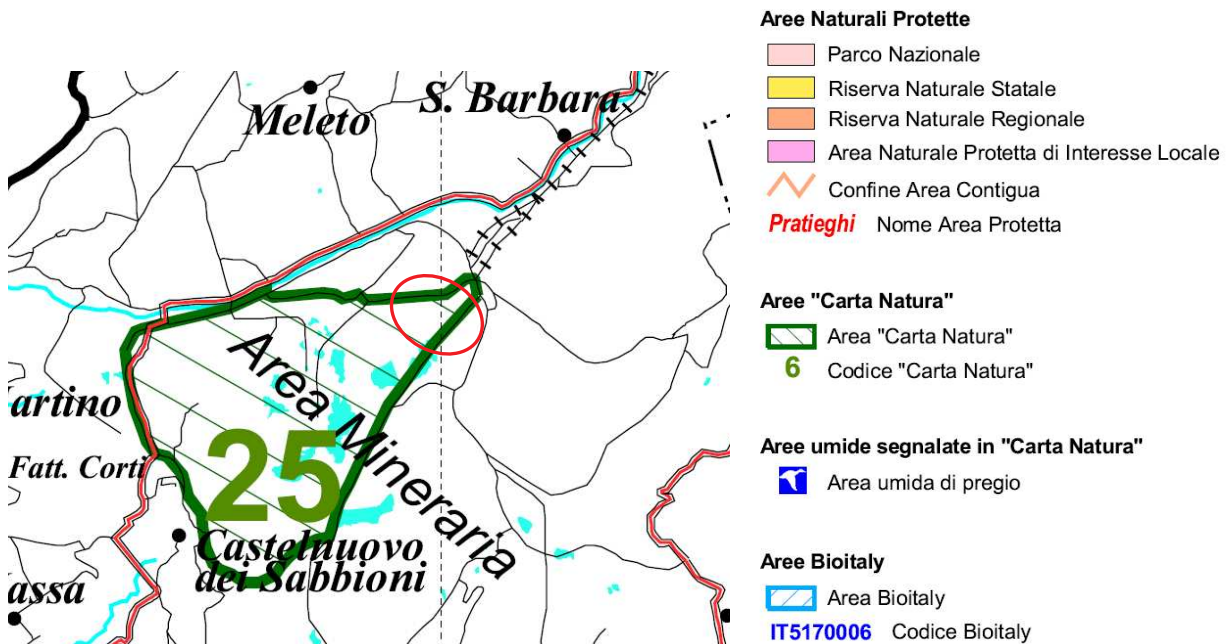 Meleto
S. Barbara
Area Mineraria
artino
Fatt. Corti
25
Castelnuovo
dei Sabbioni
assa
Aree Naturali Protette
Parco Nazionale
Riserva Naturale Statale
Riserva Naturale Regionale
Area Naturale Protetta di Interesse Locale
Confine Area Contigua
Pratieghi Nome Area Protetta
Aree "Carta Natura"
Area "Carta Natura"
6 Codice "Carta Natura"
Aree umide segnalate in "Carta Natura"
Area umida di pregio
Aree Bioitaly
Area Bioitaly
IT5170006 Codice Bioitaly